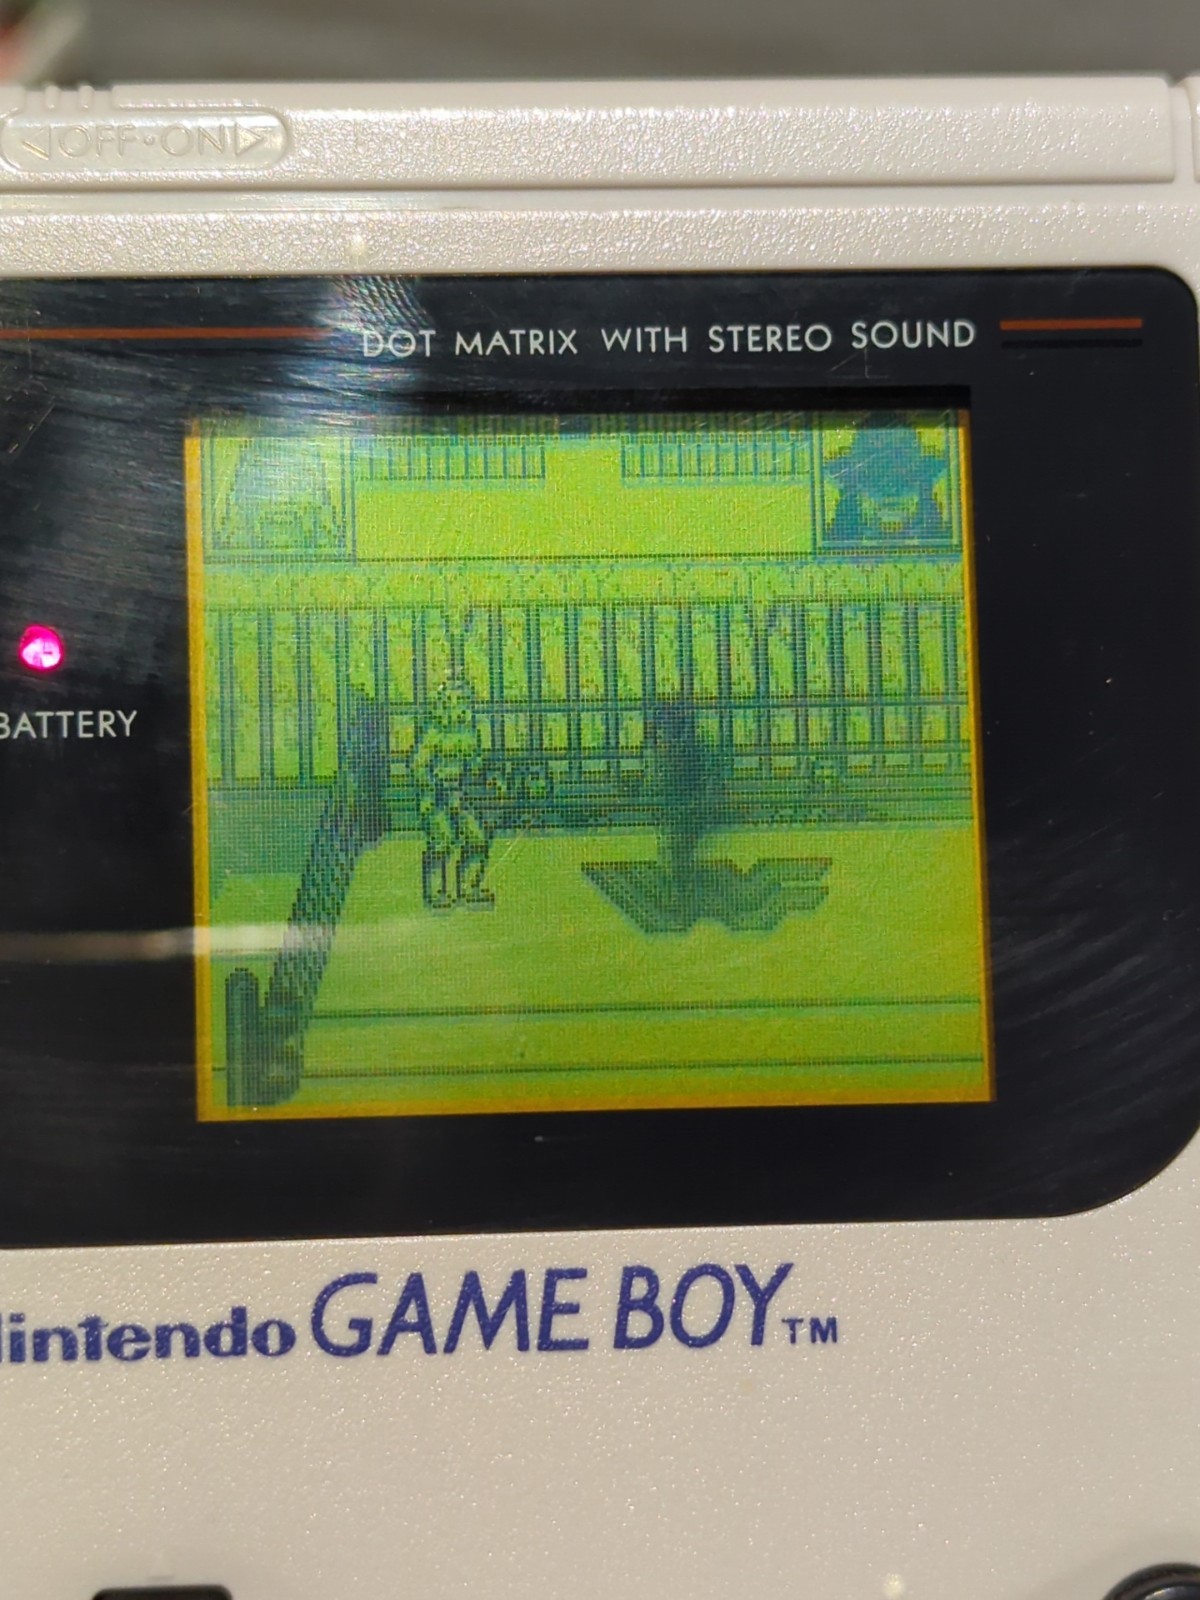 ◁OFF•ON▷
DOT MATRIX WITH STEREO SOUND
BATTERY
Nintendo GAME BOY™